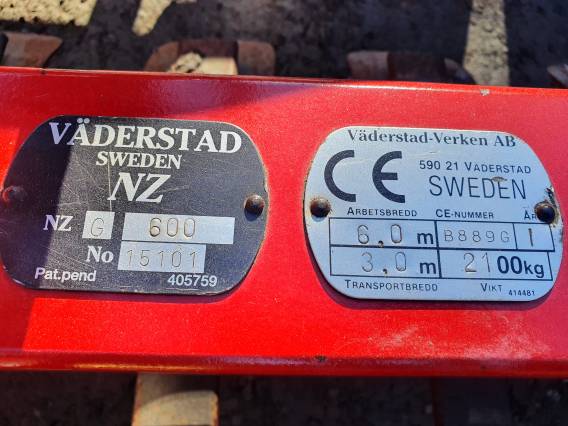 VÄDERSTAD
SWEDEN
NZ
NZ G 600
No 15101
Pat.pend 405759
Väderstad-Verken AB
CE 590 21 VÄDERSTAD
SWEDEN
ARBETSBREDD CE-NUMMER ÅR
6,0 m B889G I
3,0 m 2100kg
TRANSPORTBREDD VIKT 414481